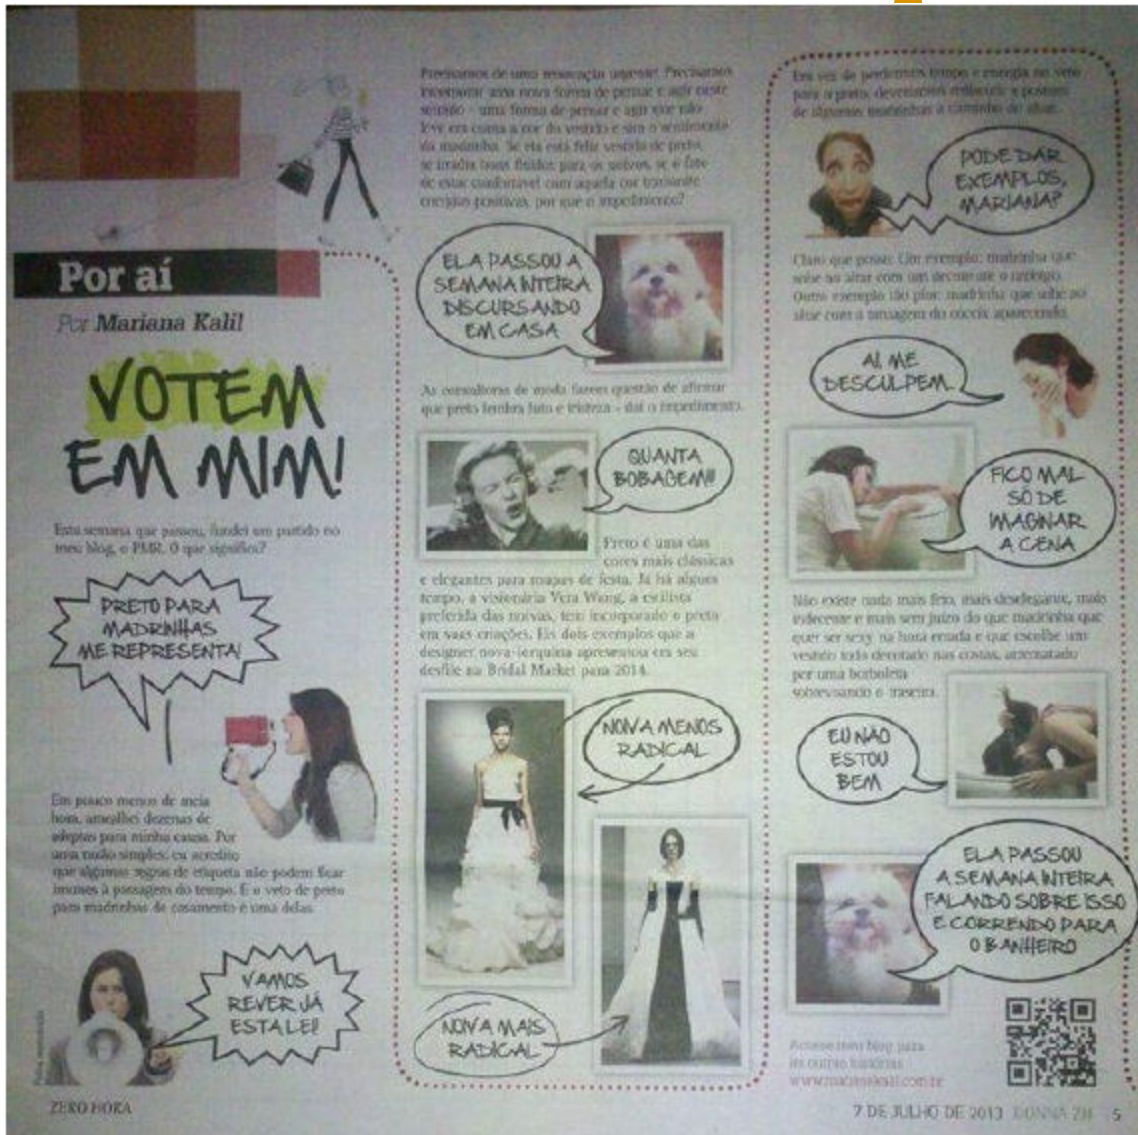 Por aí
Por Mariana Kalil
VOTEM
EM MIM!
Esta semana que passou, fundei um partido no
meu blog, o PMR. O que significa?
PRETO PARA
MADRINHAS
ME REPRESENTA!
Em pouco menos de meia
hora, amealhei dezenas de
adeptas para minha causa. Por
uma razão simples: eu acredito
que algumas regras de etiqueta não podem ficar
imunes à passagem do tempo. E o veto de preto
para madrinhas de casamento é uma delas.
VAMOS
REVER JÁ
ESTA LEI!
ZERO HORA
Precisamos de uma renovação urgente! Precisamos
incorporar uma nova forma de pensar e agir neste
sentido - uma forma de pensar e agir que não
leve em conta a cor do vestido e sim o sentimento
da madrinha. Se ela está feliz vestida de preto,
se irradia bons fluidos para os noivos, se o fato
de estar confortável com aquela cor transmite
energias positivas, por que o impedimento?
ELA PASSOU A
SEMANA INTEIRA
DISCURSANDO
EM CASA
As consultoras de moda fazem questão de afirmar
que preto lembra luto e tristeza - daí o impedimento.
QUANTA
BOBAGEM!!
Preto é uma das
cores mais clássicas
e elegantes para roupas de festa. Já há algum
tempo, a visionária Vera Wang, a estilista
preferida das noivas, tem incorporado o preto
em suas criações. Eis dois exemplos que a
designer nova-iorquina apresentou em seu
desfile na Bridal Market para 2014.
NOIVA MENOS
RADICAL
NOIVA MAIS
RADICAL
Em vez de perdermos tempo e energia no veto
para o preto, deveríamos rediscutir a postura
de algumas madrinhas a caminho do altar.
PODE DAR
EXEMPLOS,
MARIANA?
Claro que posso. Um exemplo: madrinha que
sobe ao altar com um decote até o umbigo.
Outro exemplo tão pior: madrinha que sobe ao
altar com a tatuagem do cóccix aparecendo.
AI, ME
DESCULPEM
FICO MAL
SÓ DE
IMAGINAR
A CENA
Não existe nada mais feio, mais deselegante, mais
indecente e mais sem juízo do que madrinha que
quer ser sexy na hora errada e que escolhe um
vestido todo decotado nas costas, arrematado
por uma borboleta
sobrevoando o traseiro.
EU NÃO
ESTOU
BEM
ELA PASSOU
A SEMANA INTEIRA
FALANDO SOBRE ISSO
E CORRENDO PARA
O BANHEIRO
Acesse meu blog para
ler outras histórias
www.marianakalil.com.br
7 DE JULHO DE 2013 DONNA ZH 5